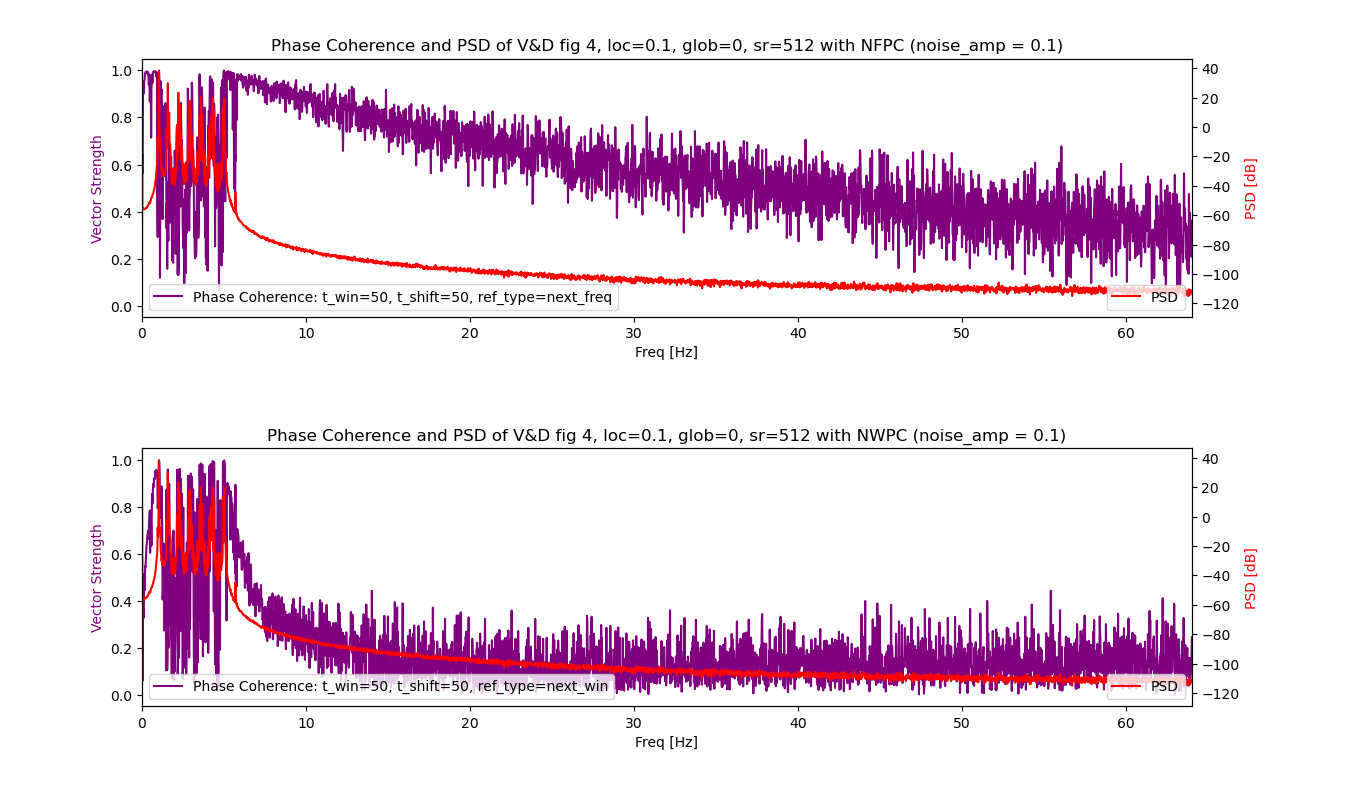 Phase Coherence and PSD of V&D fig 4, loc=0.1, glob=0, sr=512 with NFPC (noise_amp = 0.1)
1.0
0.8
0.6
0.4
0.2
0.0
Vector Strength
40
20
0
−20
−40
−60
−80
−100
−120
PSD [dB]
Phase Coherence: t_win=50, t_shift=50, ref_type=next_freq
PSD
0 10 20 30 40 50 60
Freq [Hz]
Phase Coherence and PSD of V&D fig 4, loc=0.1, glob=0, sr=512 with NWPC (noise_amp = 0.1)
1.0
0.8
0.6
0.4
0.2
0.0
Vector Strength
40
20
0
−20
−40
−60
−80
−100
−120
PSD [dB]
Phase Coherence: t_win=50, t_shift=50, ref_type=next_win
PSD
0 10 20 30 40 50 60
Freq [Hz]